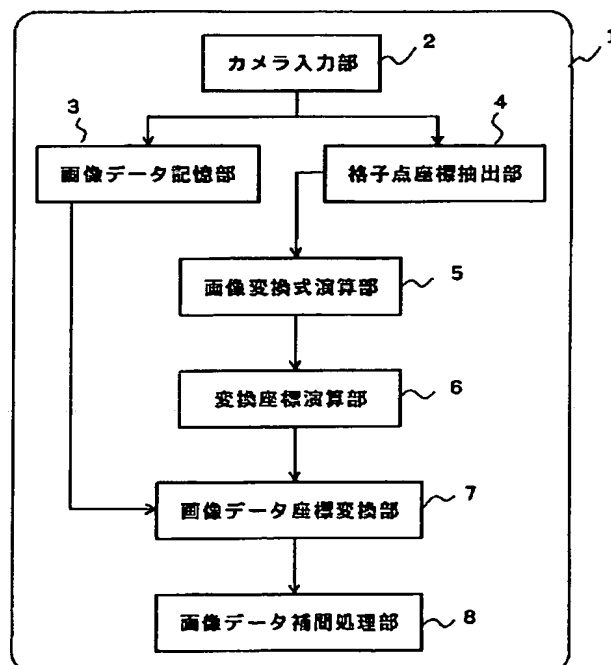 1
カメラ入力部
2
3
4
画像データ記憶部
格子点座標抽出部
画像変換式演算部
5
変換座標演算部
6
画像データ座標変換部
7
画像データ補間処理部
8